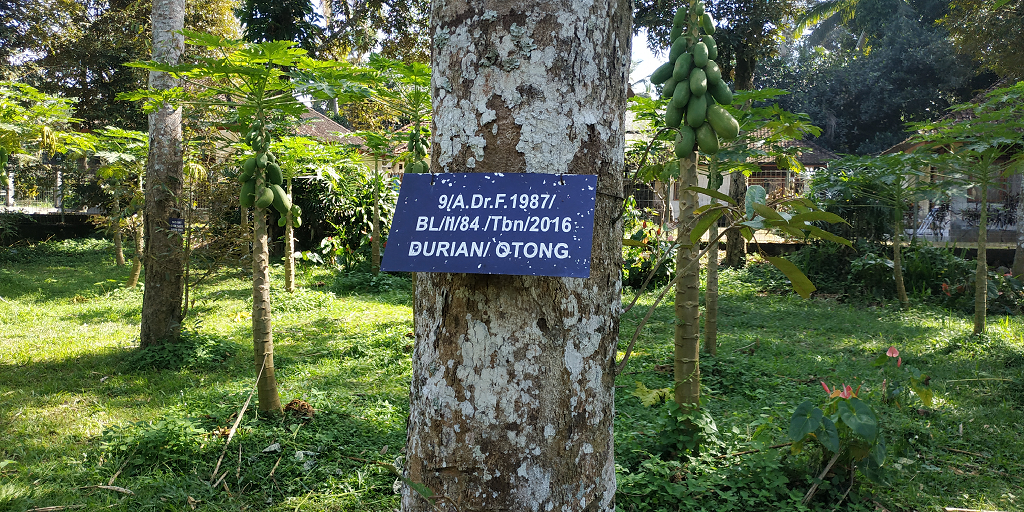 9/A.Dr.F.1987/
BL/II/84./Tbn/2016
DURIAN/ OTONG